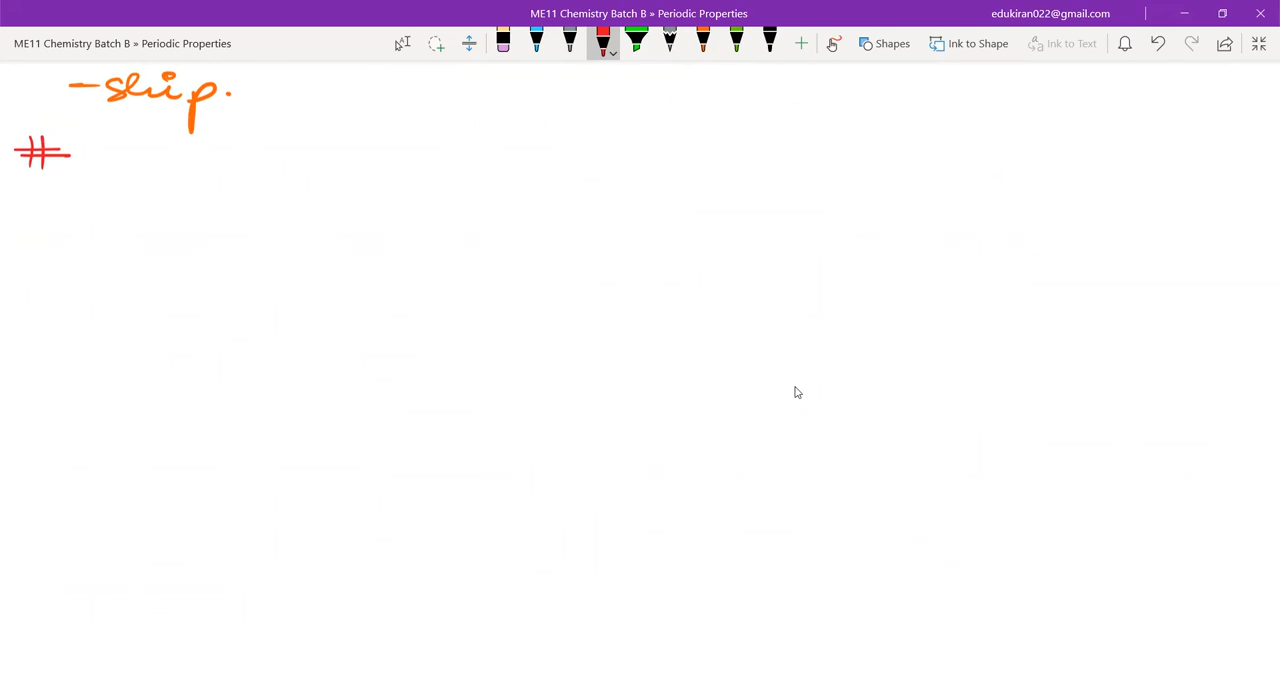 ME11 Chemistry Batch B » Periodic Properties
edukiran022@gmail.com
ME11 Chemistry Batch B » Periodic Properties
Shapes
Ink to Shape
Ink to Text
-ship.
#